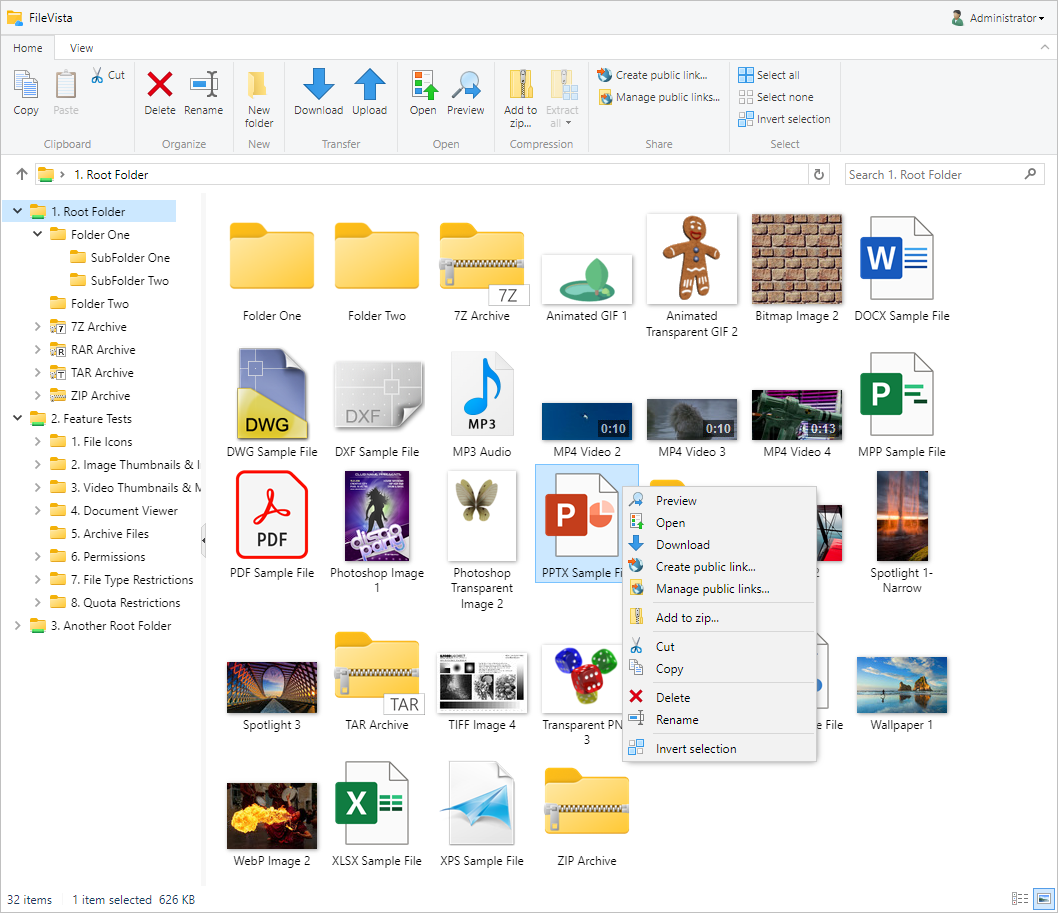 FileVista
Administrator
Home
View
Copy
Paste
Cut
Clipboard
Delete
Rename
Organize
New
folder
New
Download
Upload
Transfer
Open
Preview
Open
Add to
zip...
Extract
all
Compression
Create public link...
Manage public links...
Share
Select all
Select none
Invert selection
Select
1. Root Folder
Search 1. Root Folder
1. Root Folder
Folder One
SubFolder One
SubFolder Two
Folder Two
7Z Archive
RAR Archive
TAR Archive
ZIP Archive
2. Feature Tests
1. File Icons
2. Image Thumbnails &
3. Video Thumbnails &
4. Document Viewer
5. Archive Files
6. Permissions
7. File Type Restrictions
8. Quota Restrictions
3. Another Root Folder
7Z
W
Folder One
Folder Two
7Z Archive
Animated GIF 1
Animated
Transparent GIF 2
Bitmap Image 2
DOCX Sample File
DWG
DXF
MP3
0:10
0:10
0:13
P
DWG Sample File
DXF Sample File
MP3 Audio
MP4 Video 2
MP4 Video 3
MP4 Video 4
MPP Sample File
PDF
disco
party
P
PDF Sample File
Photoshop Image
1
Photoshop
Transparent
Image 2
PPTX Sample
2
Spotlight 1-
Narrow
Preview
Open
Download
Create public link...
Manage public links...
Add to zip...
Cut
Copy
Delete
Rename
Invert selection
TAR
Spotlight 3
TAR Archive
TIFF Image 4
Transparent
3
File
Wallpaper 1
X
WebP Image 2
XLSX Sample File
XPS Sample File
ZIP Archive
32 items
1 item selected 626 KB